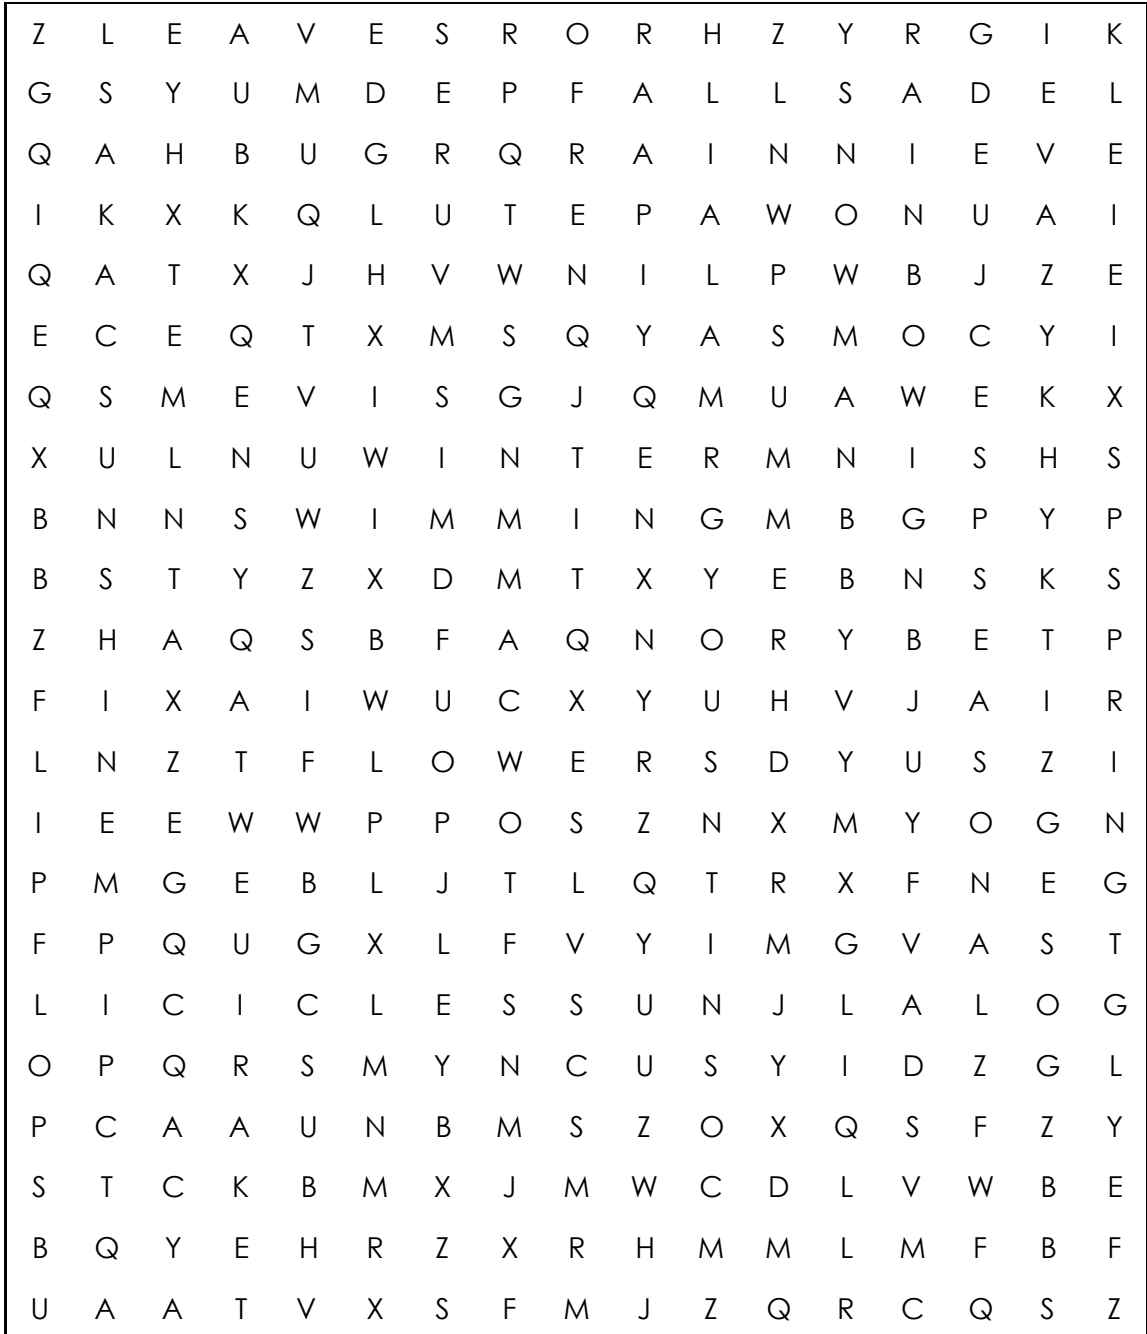 Z L E A V E S R O R H Z Y R G I K
G S Y U M D E P F A L L S A D E L
Q A H B U G R Q R A I N N I E V E
I K X K Q L U T E P A W O N U A I
Q A T X J H V W N I L P W B J Z E
E C E Q T X M S Q Y A S M O C Y I
Q S M E V I S G J Q M U A W E K X
X U L N U W I N T E R M N I S H S
B N N S W I M M I N G M B G P Y P
B S T Y Z X D M T X Y E B N S K S
Z H A Q S B F A Q N O R Y B E T P
F I X A I W U C X Y U H V J A I R
L N Z T F L O W E R S D Y U S Z I
I E E W W P P O S Z N X M Y O G N
P M G E B L J T L Q T R X F N E G
F P Q U G X L F V Y I M G V A S T
L I C I C L E S S U N J L A L O G
O P Q R S M Y N C U S Y I D Z G L
P C A A U N B M S Z O X Q S F Z Y
S T C K B M X J M W C D L V W B E
B Q Y E H R Z X R H M M L M F B F
U A A T V X S F M J Z Q R C Q S Z